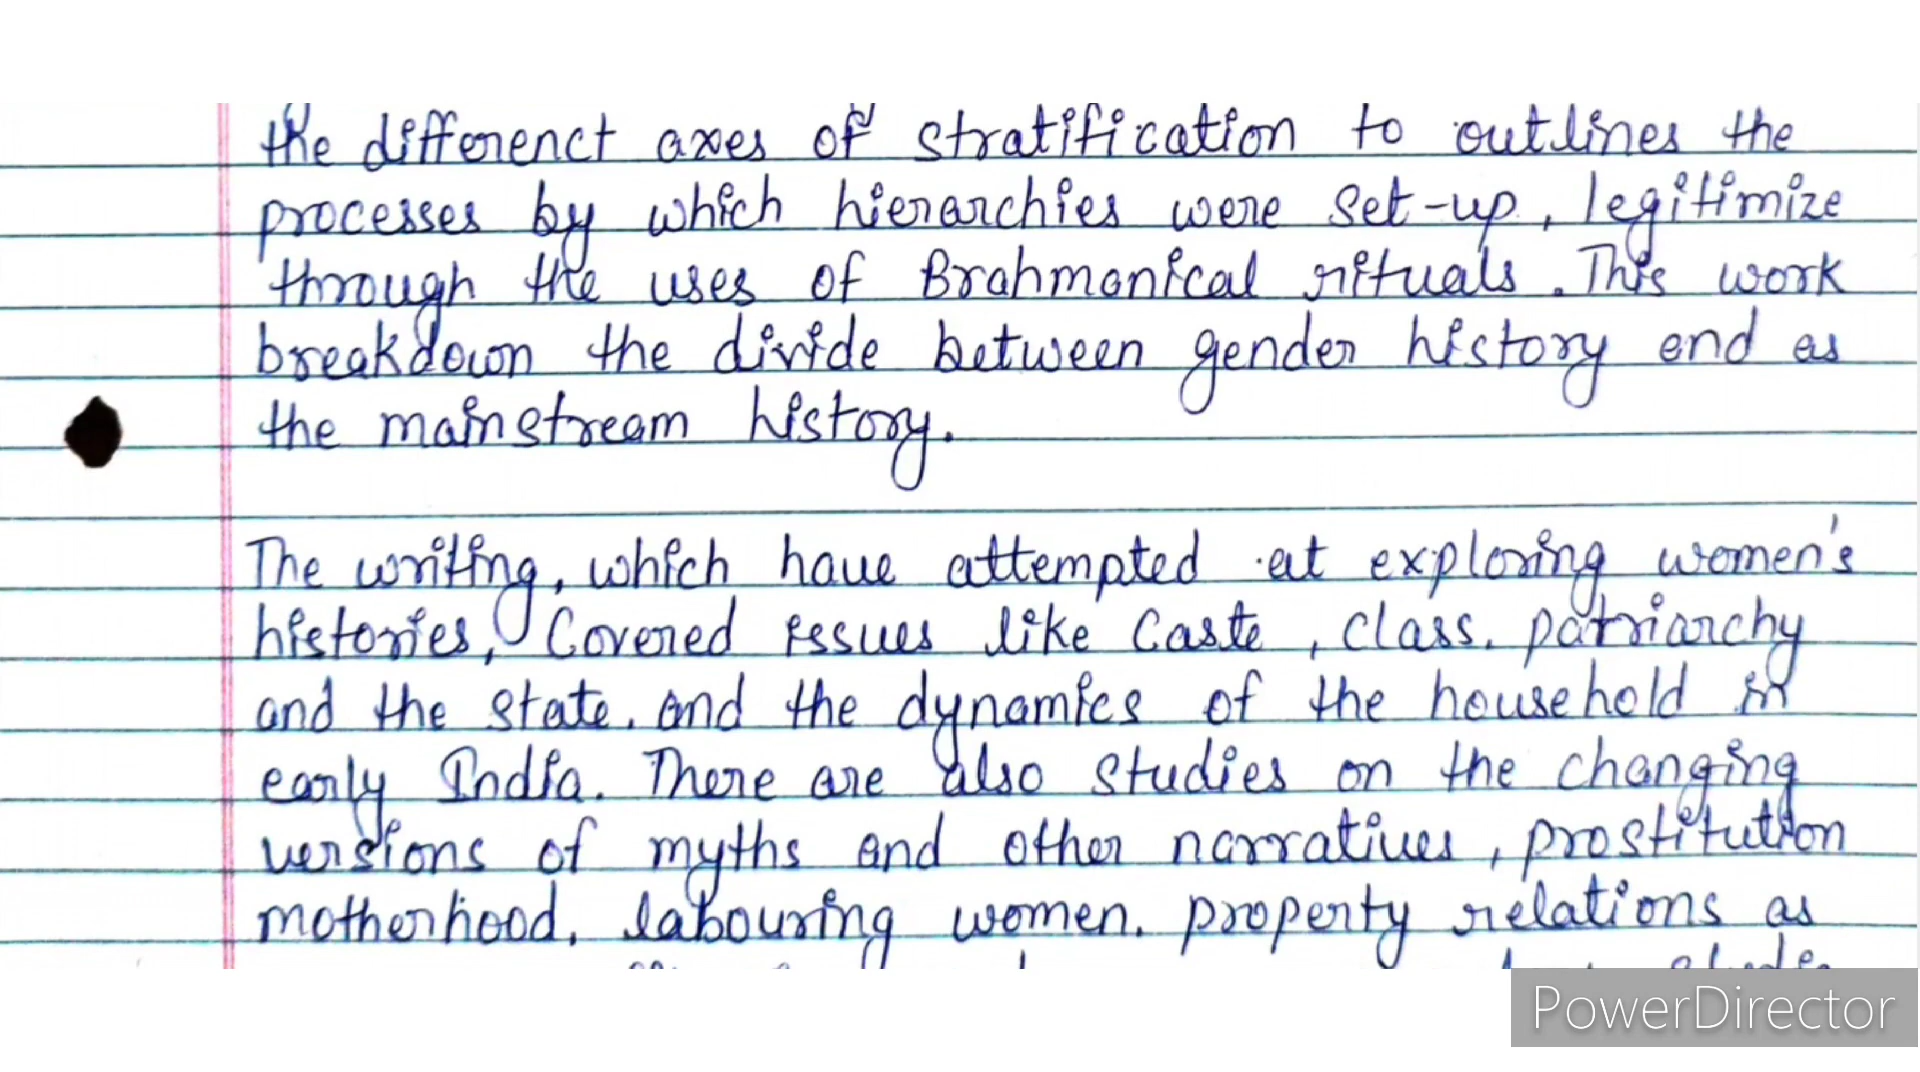 the differenct axes of stratification to outlines the
processes by which hierarchies were set-up, legitimize
through the uses of Brahmanical rituals. This work
breakdown the divide between gender history and as
the mainstream history.
The writing, which have attempted at exploring women's
histories, Covered issues like Caste, class, patriarchy
and the state, and the dynamics of the household in
early India. There are also studies on the changing
versions of myths and other narratives, prostitution
motherhood, labouring women, property relations as
PowerDirector